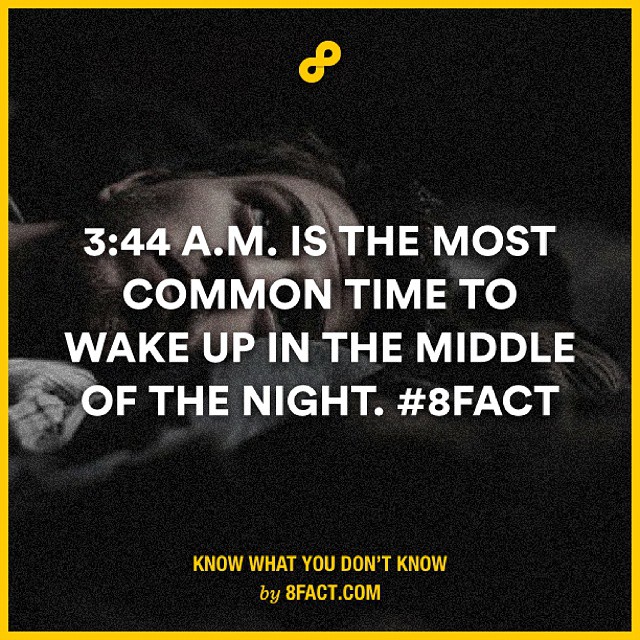 3:44 A.M. IS THE MOST
COMMON TIME TO
WAKE UP IN THE MIDDLE
OF THE NIGHT. #8FACT
KNOW WHAT YOU DON'T KNOW
by 8FACT.COM